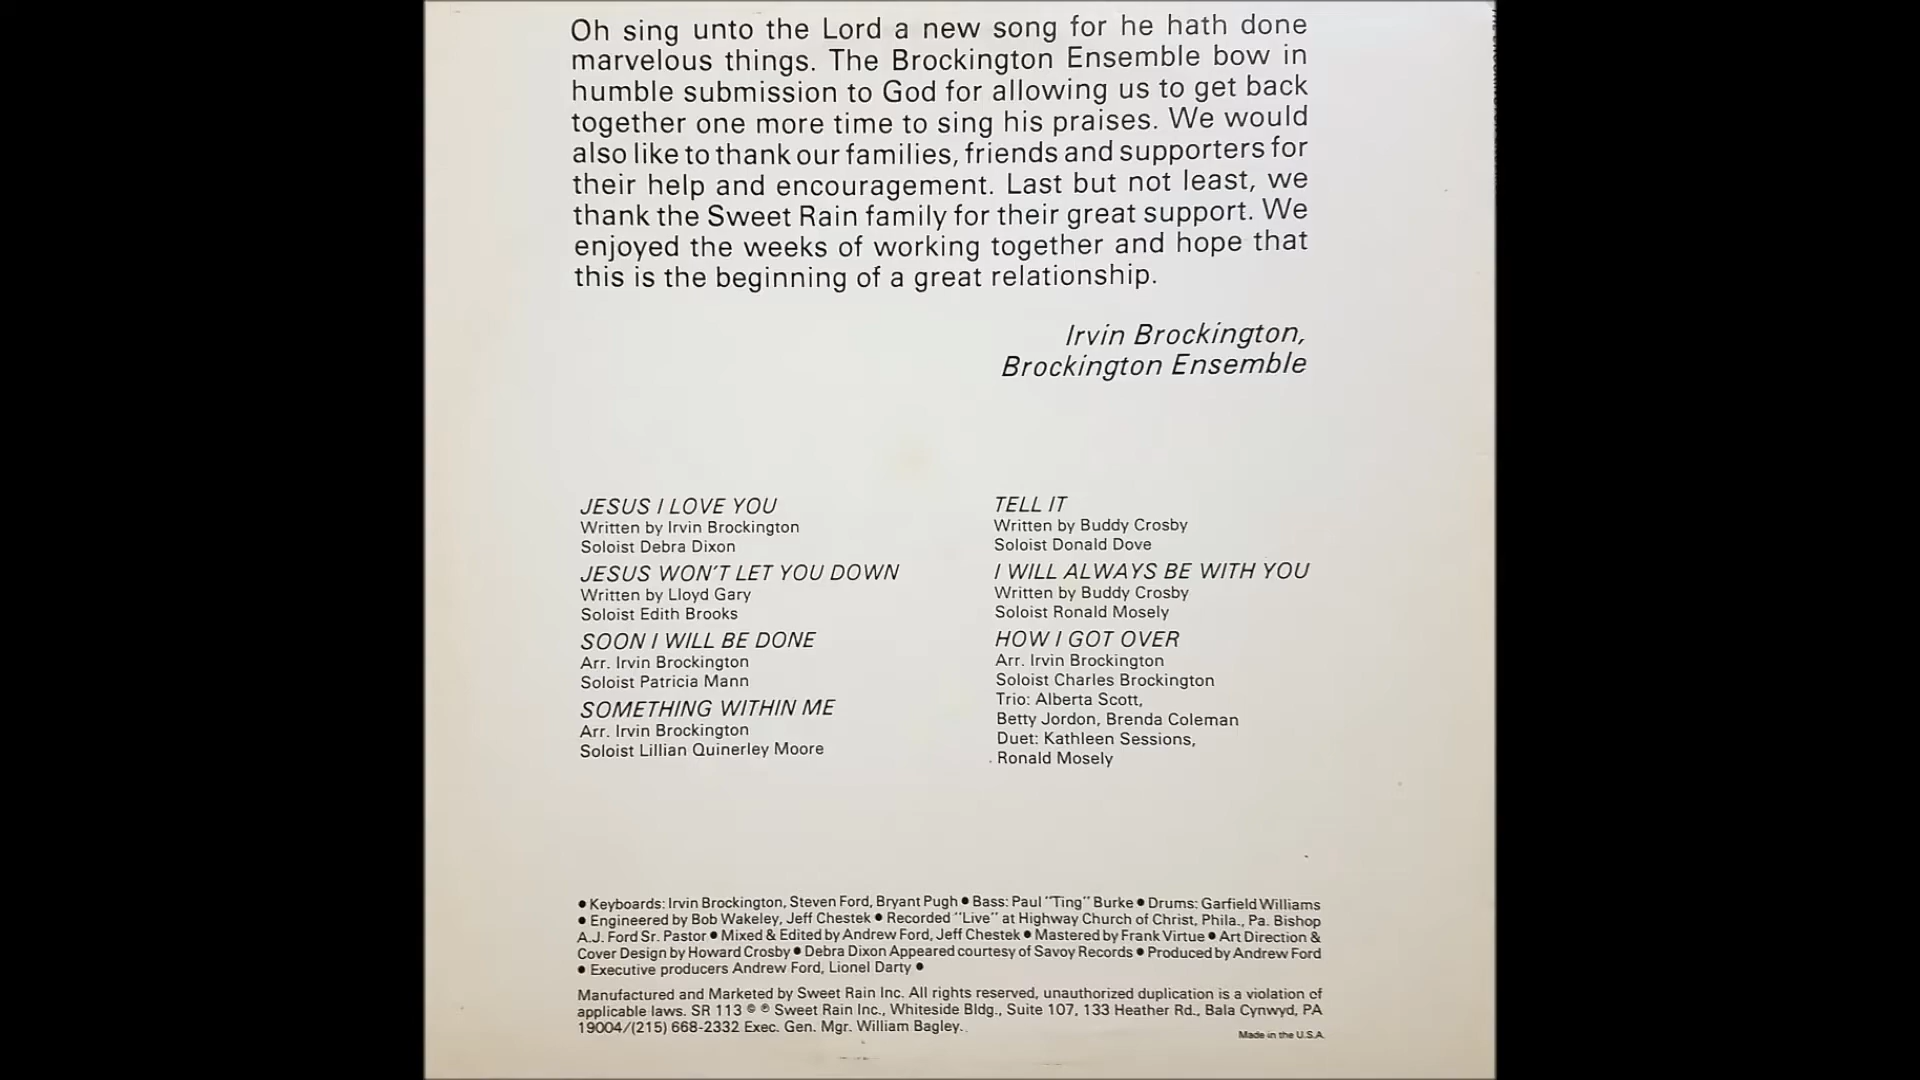 Oh sing unto the Lord a new song for he hath done
marvelous things. The Brockington Ensemble bow in
humble submission to God for allowing us to get back
together one more time to sing his praises. We would
also like to thank our families, friends and supporters for
their help and encouragement. Last but not least, we
thank the Sweet Rain family for their great support. We
enjoyed the weeks of working together and hope that
this is the beginning of a great relationship.
Irvin Brockington,
Brockington Ensemble
JESUS I LOVE YOU
Written by Irvin Brockington
Soloist Debra Dixon
JESUS WON'T LET YOU DOWN
Written by Lloyd Gary
Soloist Edith Brooks
SOON I WILL BE DONE
Arr. Irvin Brockington
Soloist Patricia Mann
SOMETHING WITHIN ME
Arr. Irvin Brockington
Soloist Lillian Quinerley Moore
TELL IT
Written by Buddy Crosby
Soloist Donald Dove
I WILL ALWAYS BE WITH YOU
Written by Buddy Crosby
Soloist Ronald Mosely
HOW I GOT OVER
Arr. Irvin Brockington
Soloist Charles Brockington
Trio: Alberta Scott,
Betty Jordon, Brenda Coleman
Duet: Kathleen Sessions,
Ronald Mosely
• Keyboards: Irvin Brockington, Steven Ford, Bryant Pugh • Bass: Paul "Ting" Burke • Drums: Garfield Williams
• Engineered by Bob Wakeley, Jeff Chestek • Recorded "Live" at Highway Church of Christ, Phila., Pa. Bishop
A.J. Ford Sr. Pastor • Mixed & Edited by Andrew Ford, Jeff Chestek • Mastered by Frank Virtue • Art Direction &
Cover Design by Howard Crosby • Debra Dixon Appeared courtesy of Savoy Records • Produced by Andrew Ford
• Executive producers Andrew Ford, Lionel Darty •
Manufactured and Marketed by Sweet Rain Inc. All rights reserved, unauthorized duplication is a violation of
applicable laws. SR 113 © ℗ Sweet Rain Inc., Whiteside Bldg., Suite 107, 133 Heather Rd., Bala Cynwyd, PA
19004/(215) 668-2332 Exec. Gen. Mgr. William Bagley.
Made in the U.S.A.